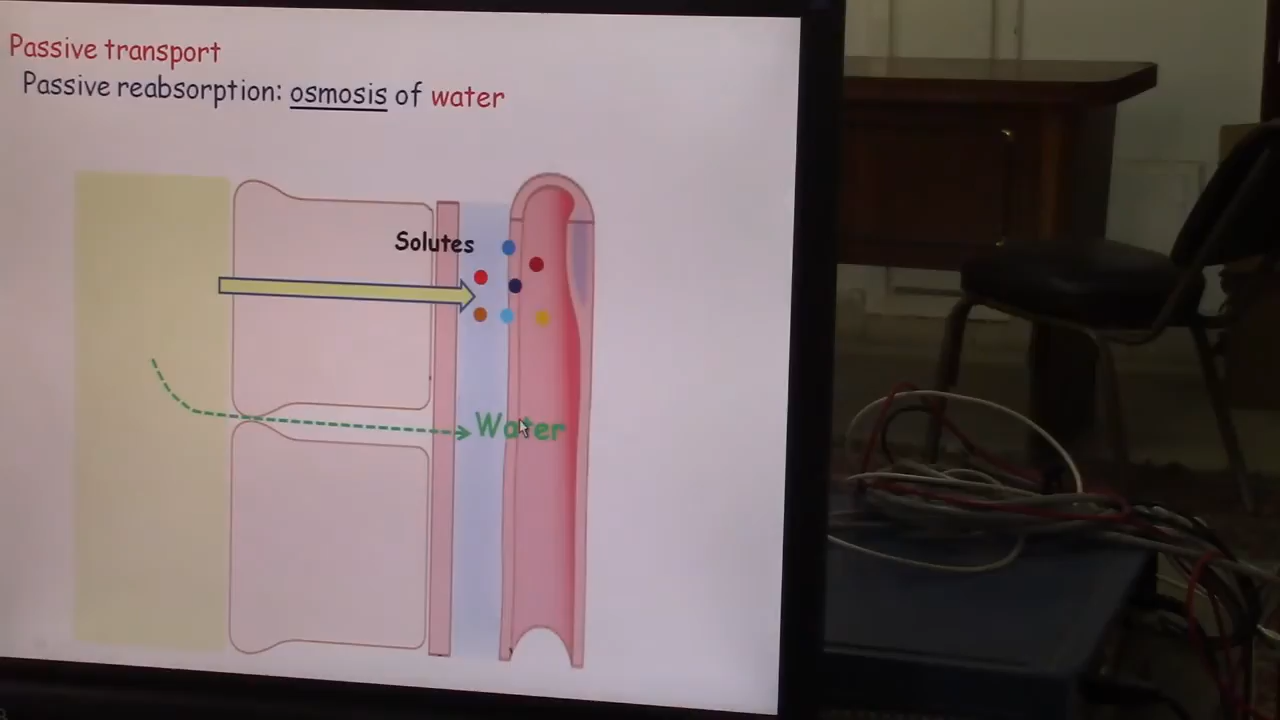 Passive transport
Passive reabsorption: osmosis of water
Solutes
Water